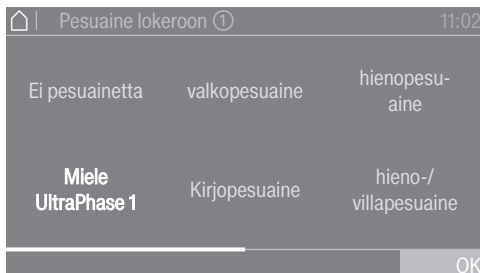 Pesuaine lokeroon ① 11:02
Ei pesuainetta valkopesuaine hienopesu-
aine
Miele
UltraPhase 1 Kirjopesuaine hieno-/
villapesuaine
OK